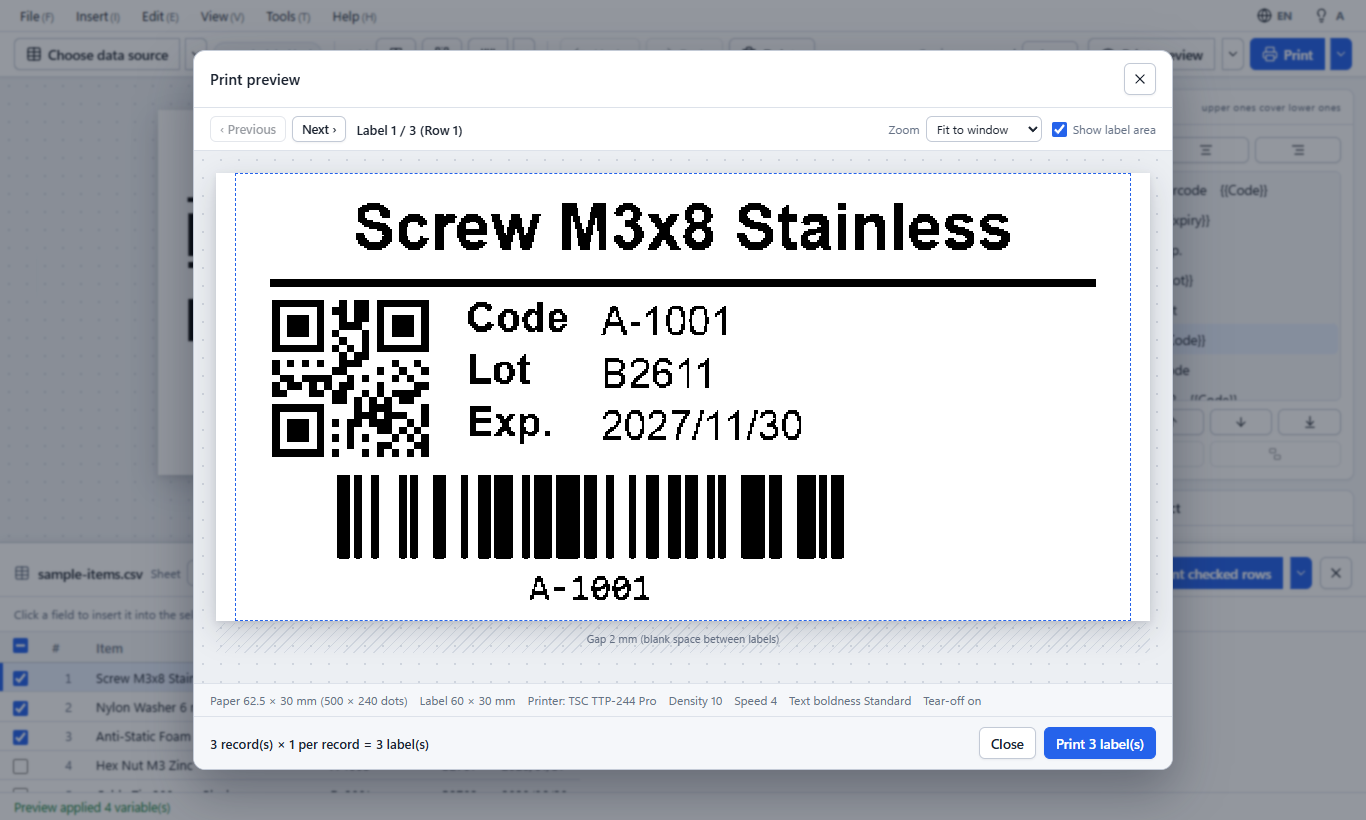 File (F) Insert (I) Edit (E) View (V) Tools (T) Help (H) EN A
Choose data source Print
Print preview
upper ones cover lower ones
‹ Previous Next › Label 1 / 3 (Row 1) Zoom Fit to window Show label area
Screw M3x8 Stainless
Code A-1001
Lot B2611
Exp. 2027/11/30
A-1001
Gap 2 mm (blank space between labels)
{{Code}}
sample-items.csv Sheet
checked rows
Click a field to insert it into the
# Item
1 Screw M3x8
2 Nylon Washer 6
3 Anti-Static Foam
4 Hex Nut M3 Zinc
Paper 62.5 × 30 mm (500 × 240 dots) Label 60 × 30 mm Printer: TSC TTP-244 Pro Density 10 Speed 4 Text boldness Standard Tear-off on
3 record(s) × 1 per record = 3 label(s) Close Print 3 label(s)
Preview applied 4 variable(s)